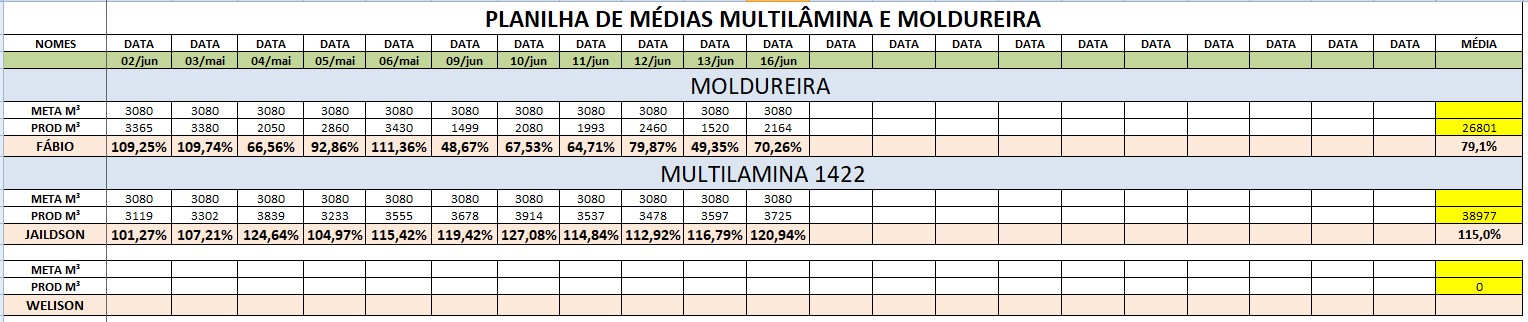 PLANILHA DE MÉDIAS MULTILÂMINA E MOLDUREIRA
NOMES DATA DATA DATA DATA DATA DATA DATA DATA DATA DATA DATA DATA DATA DATA DATA DATA DATA DATA DATA DATA DATA MÉDIA
02/jun 03/mai 04/mai 05/mai 06/mai 09/jun 10/jun 11/jun 12/jun 13/jun 16/jun
MOLDUREIRA
META M³ 3080 3080 3080 3080 3080 3080 3080 3080 3080 3080 3080
PROD M³ 3365 3380 2050 2860 3430 1499 2080 1993 2460 1520 2164 26801
FÁBIO 109,25% 109,74% 66,56% 92,86% 111,36% 48,67% 67,53% 64,71% 79,87% 49,35% 70,26% 79,1%
MULTILAMINA 1422
META M³ 3080 3080 3080 3080 3080 3080 3080 3080 3080 3080 3080
PROD M³ 3119 3302 3839 3233 3555 3678 3914 3537 3478 3597 3725 38977
JAILDSON 101,27% 107,21% 124,64% 104,97% 115,42% 119,42% 127,08% 114,84% 112,92% 116,79% 120,94% 115,0%
META M³
PROD M³ 0
WELISON